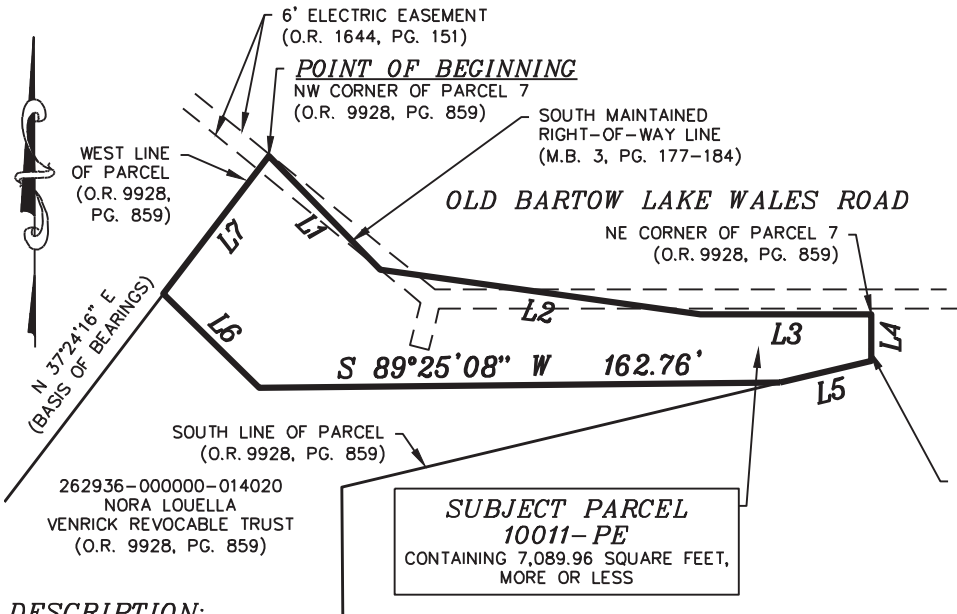 6' ELECTRIC EASEMENT
(O.R. 1644, PG. 151)
POINT OF BEGINNING
NW CORNER OF PARCEL 7
(O.R. 9928, PG. 859)
SOUTH MAINTAINED
RIGHT-OF-WAY LINE
(M.B. 3, PG. 177-184)
WEST LINE
OF PARCEL
(O.R. 9928,
PG. 859)
OLD BARTOW LAKE WALES ROAD
NE CORNER OF PARCEL 7
(O.R. 9928, PG. 859)
L7
L1
L2
L3
L4
L5
L6
N 37°24'16" E
(BASIS OF BEARINGS)
S 89°25'08" W 162.76'
SOUTH LINE OF PARCEL
(O.R. 9928, PG. 859)
262936-000000-014020
NORA LOUELLA
VENRICK REVOCABLE TRUST
(O.R. 9928, PG. 859)
SUBJECT PARCEL
10011-PE
CONTAINING 7,089.96 SQUARE FEET,
MORE OR LESS
DESCRIPTION: